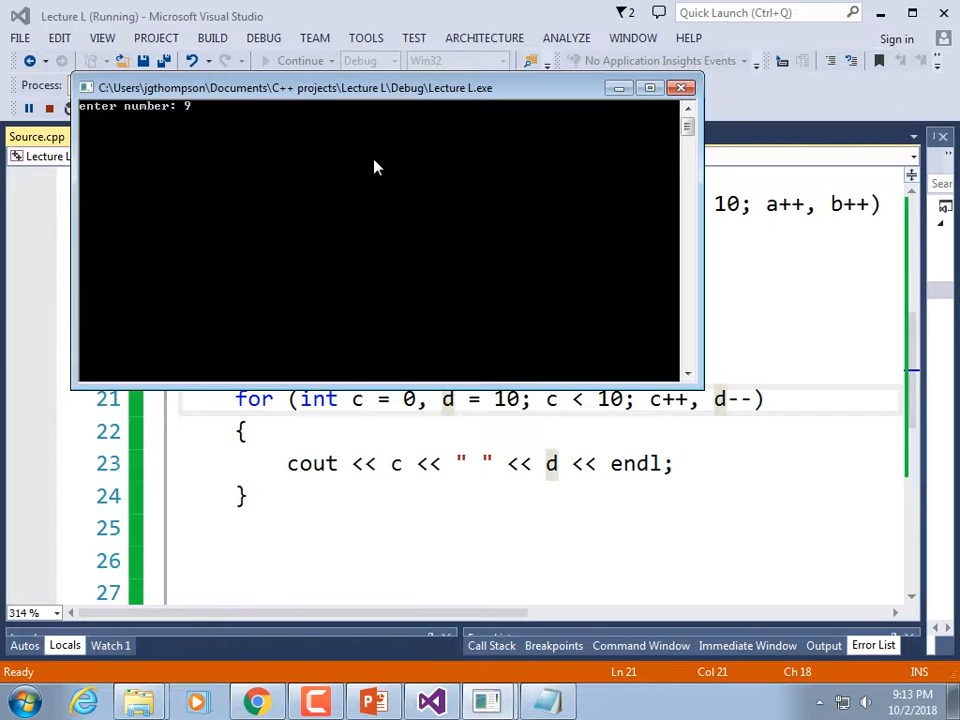 Lecture L (Running) - Microsoft Visual Studio
2
Quick Launch (Ctrl+Q)
FILE EDIT VIEW PROJECT BUILD DEBUG TEAM TOOLS TEST ARCHITECTURE ANALYZE WINDOW HELP
Sign in
Continue Debug Win32 No Application Insights Events
Process:
C:\Users\jgthompson\Documents\C++ projects\Lecture L\Debug\Lecture L.exe
enter number: 9
Source.cpp
Lecture L
Sear
10; a++, b++)
21 for (int c = 0, d = 10; c < 10; c++, d--)
22 {
23 cout << c << " " << d << endl;
24 }
25
26
27
314 %
Autos Locals Watch 1
Call Stack Breakpoints Command Window Immediate Window Output Error List
Ready Ln 21 Col 21 Ch 18 INS
9:13 PM
10/2/2018